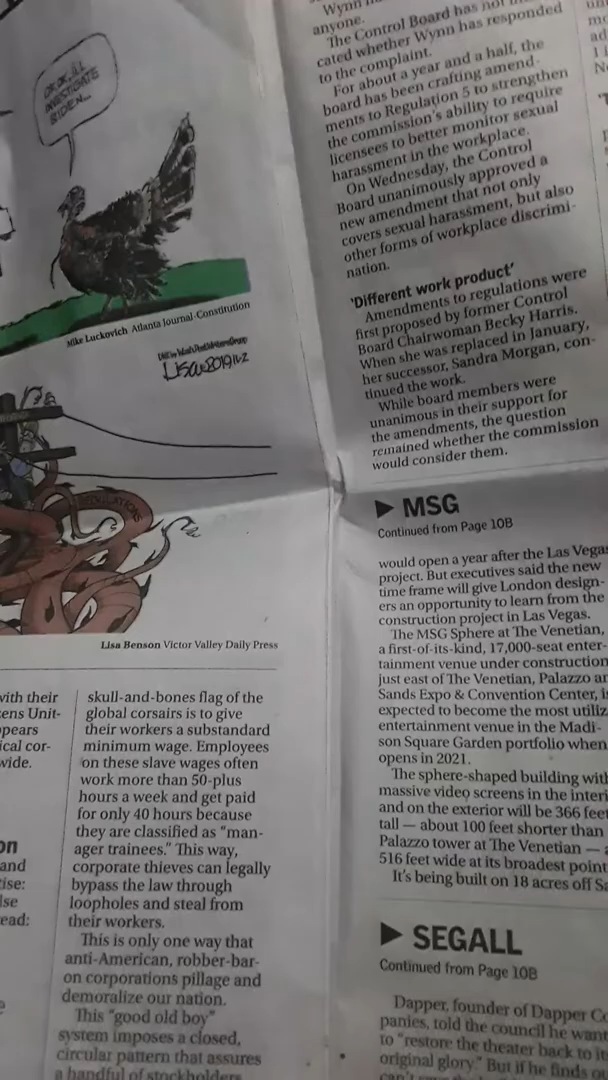 OK, OK, I'LL
INVESTIGATE
BIDEN...
Mike Luckovich Atlanta Journal-Constitution
REGULATIONS
Lisa Benson Victor Valley Daily Press
with their
wide.
and
ead:
skull-and-bones flag of the
global corsairs is to give
their workers a substandard
minimum wage. Employees
on these slave wages often
work more than 50-plus
hours a week and get paid
for only 40 hours because
they are classified as “man-
ager trainees.” This way,
corporate thieves can legally
bypass the law through
loopholes and steal from
their workers.
This is only one way that
anti-American, robber-bar-
on corporations pillage and
demoralize our nation.
This “good old boy”
system imposes a closed,
circular pattern that assures
a handful of stockholders
Wynn
anyone.
The Control Board has not
cated whether Wynn has responded
to the complaint.
For about a year and a half, the
board has been crafting amend-
ments to Regulation 5 to strengthen
the commission’s ability to require
licensees to better monitor sexual
harassment in the workplace.
On Wednesday, the Control
Board unanimously approved a
new amendment that not only
covers sexual harassment, but also
other forms of workplace discrimi-
nation.
‘Different work product’
Amendments to regulations were
first proposed by former Control
Board Chairwoman Becky Harris.
When she was replaced in January,
her successor, Sandra Morgan, con-
tinued the work.
While board members were
unanimous in their support for
the amendments, the question
remained whether the commission
would consider them.
▶ MSG
Continued from Page 10B
would open a year after the Las Vegas
project. But executives said the new
time frame will give London design-
ers an opportunity to learn from the
construction project in Las Vegas.
The MSG Sphere at The Venetian,
a first-of-its-kind, 17,000-seat enter-
tainment venue under construction
just east of The Venetian, Palazzo an
Sands Expo & Convention Center, is
expected to become the most utiliz
entertainment venue in the Madi-
son Square Garden portfolio when
opens in 2021.
The sphere-shaped building with
massive video screens in the interi
and on the exterior will be 366 feet
tall — about 100 feet shorter than
Palazzo tower at The Venetian — a
516 feet wide at its broadest point
It’s being built on 18 acres off Sa
▶ SEGALL
Continued from Page 10B
Dapper, founder of Dapper Co
panies, told the council he want
to “restore the theater back to its
original glory.” But if he finds ou